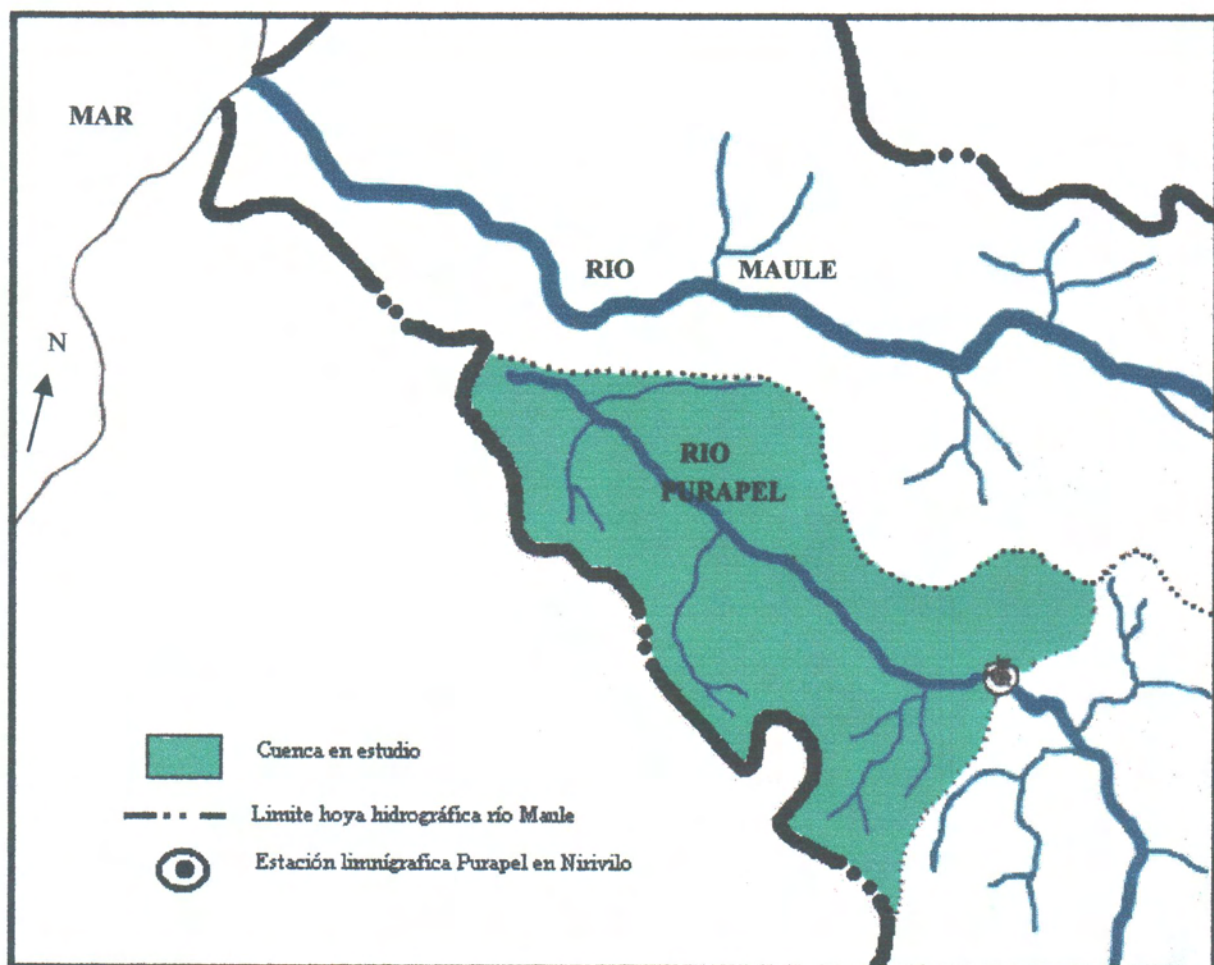 MAR
RIO MAULE
N
RIO
PURAPEL
Cuenca en estudio
Limite hoya hidrográfica río Maule
Estación limnígrafica Purapel en Nirivilo